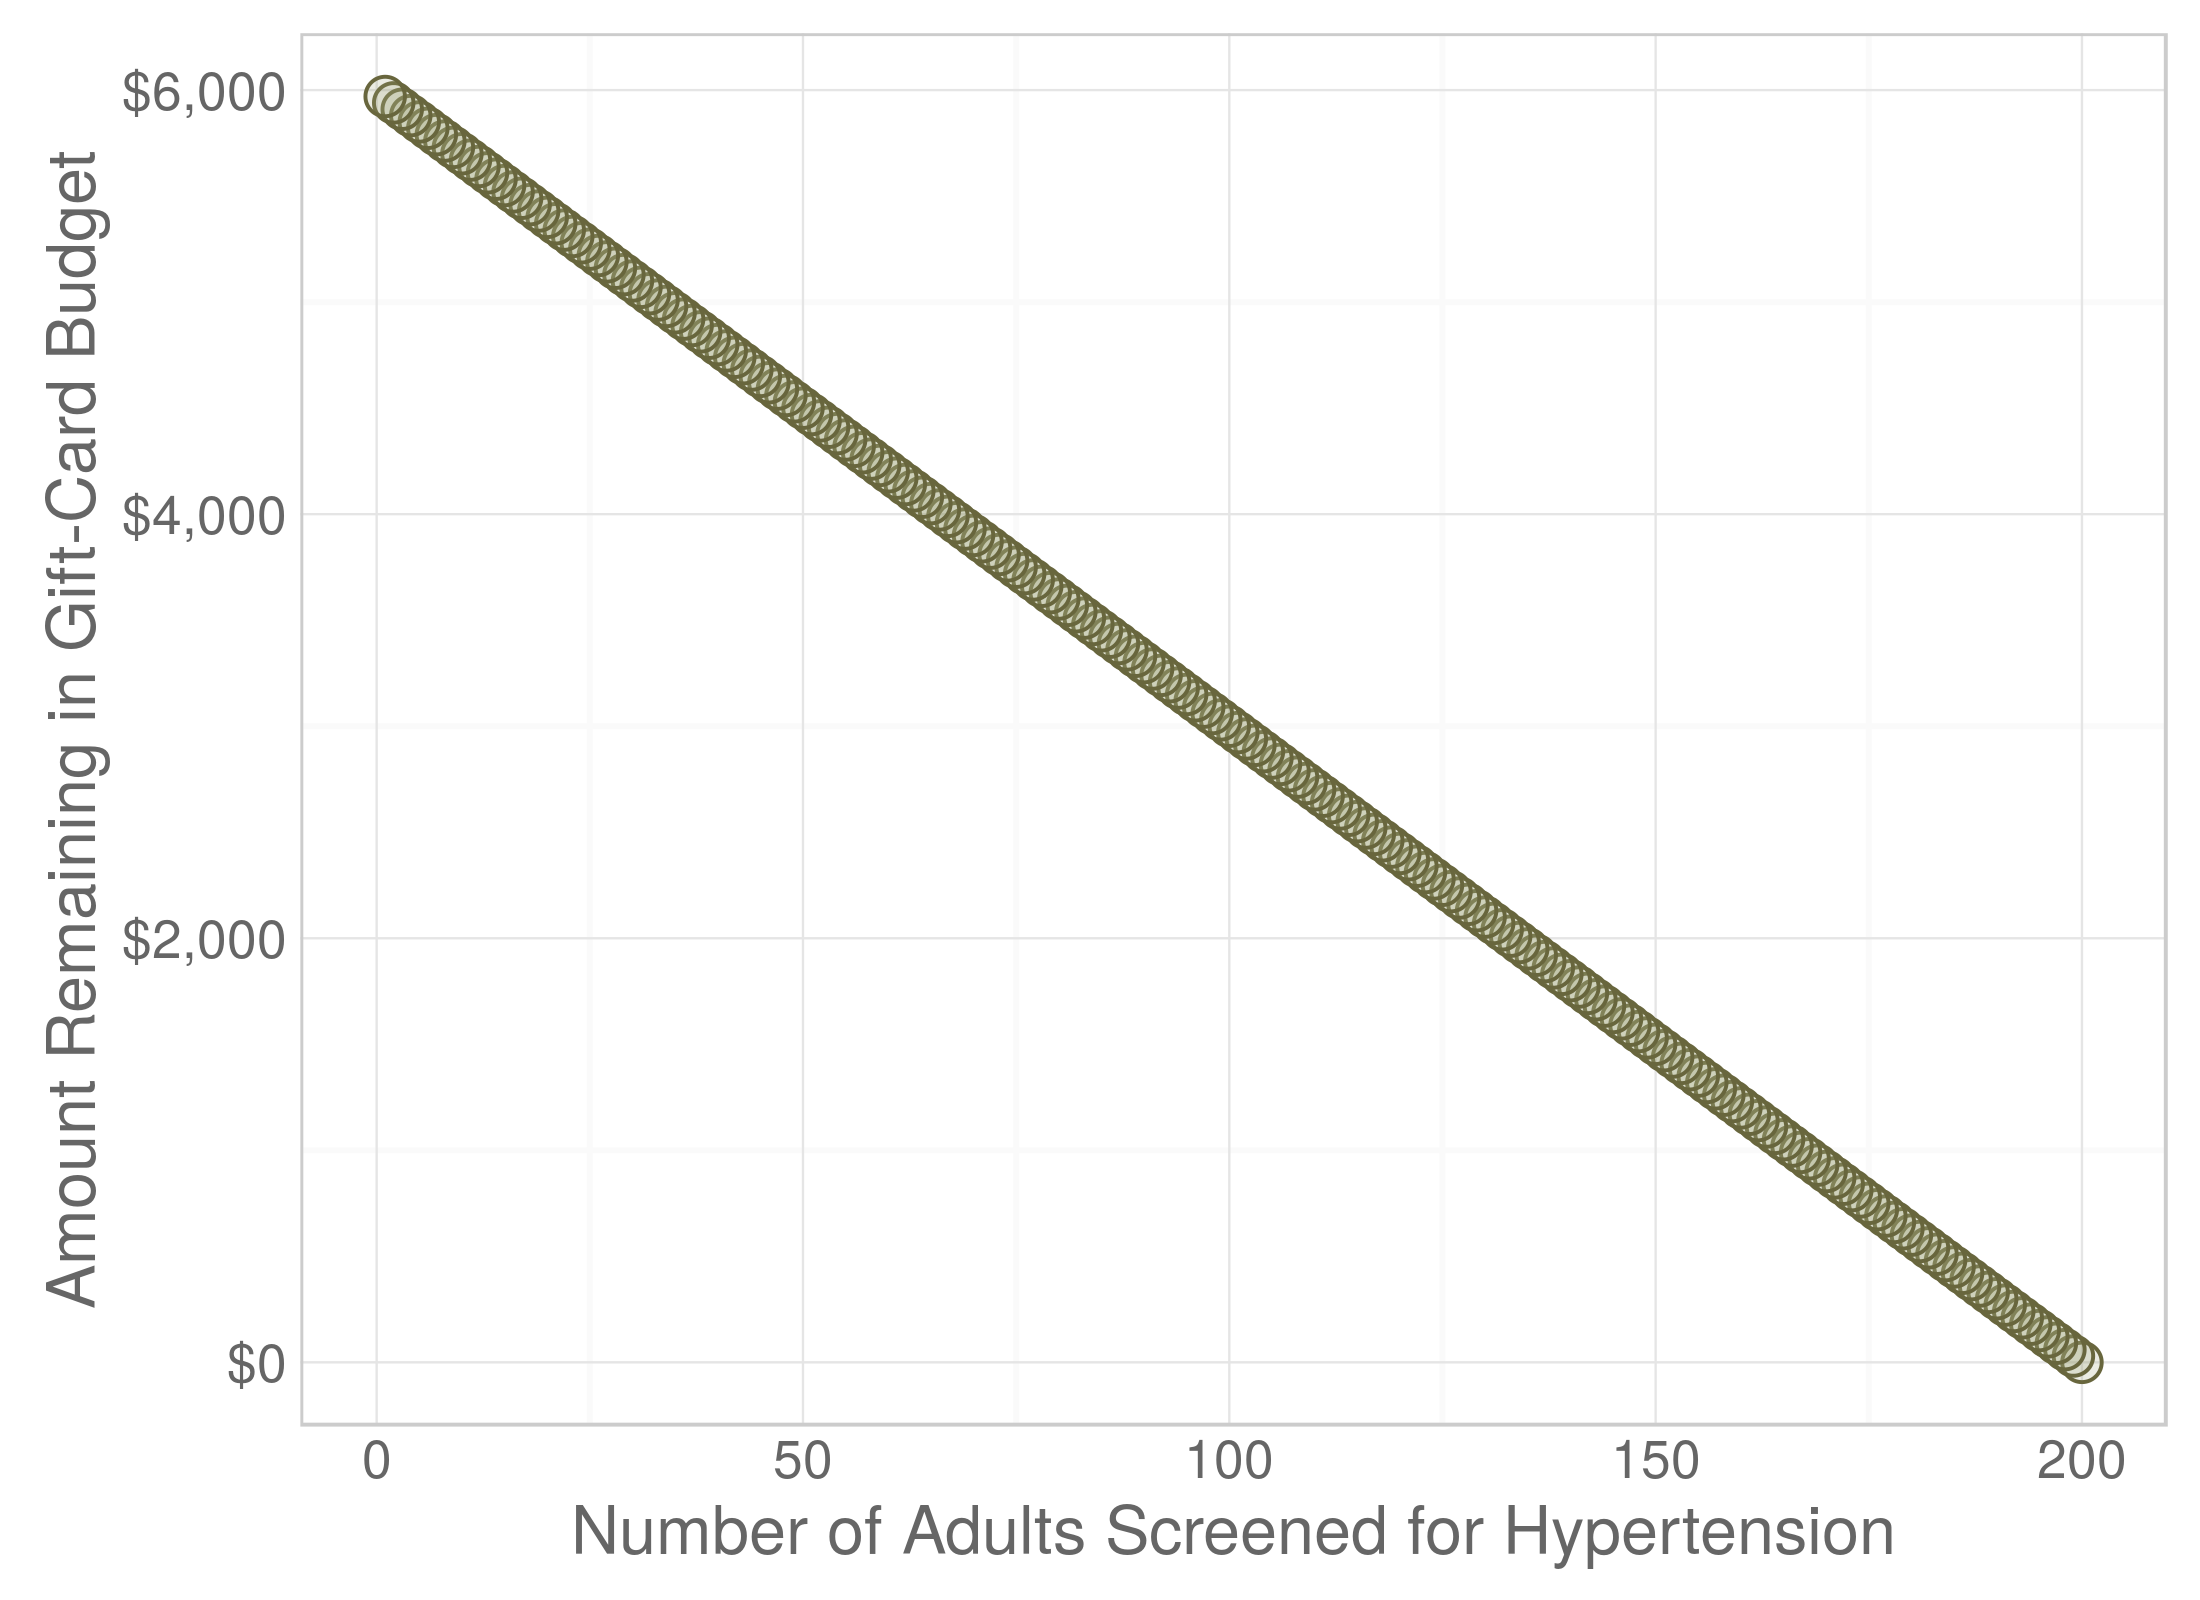 Amount Remaining in Gift-Card Budget
$6,000
$4,000
$2,000
$0
0 50 100 150 200
Number of Adults Screened for Hypertension